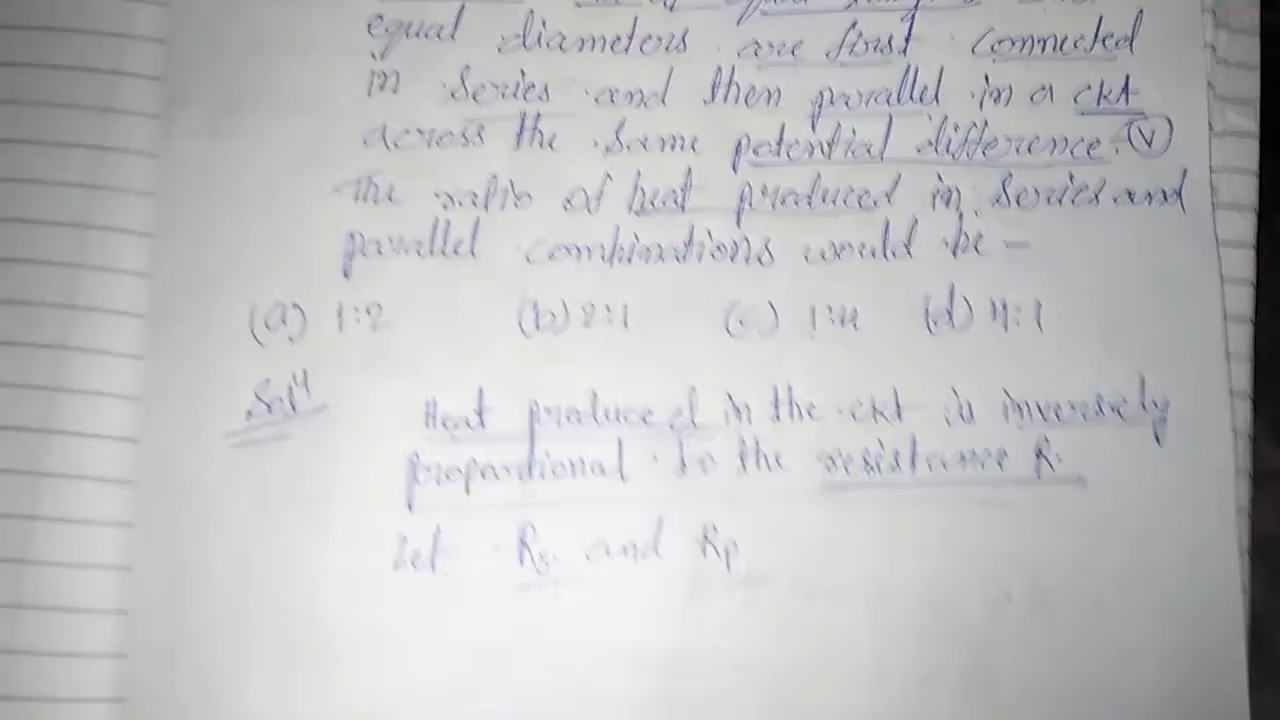 equal diameters are first connected
in series and then parallel in a ckt
across the same potential difference. (V)
The ratio of heat produced in series and
parallel combinations would be -
(a) 1:2 (b) 2:1 (c) 1:4 (d) 4:1
Sol
Heat produced in the ckt is inversely
proportional to the resistance R.
Let Rs and Rp